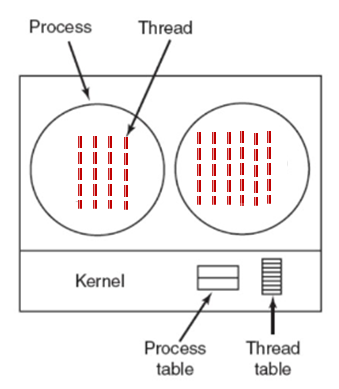 Process
Thread
Kernel
Process
table
Thread
table